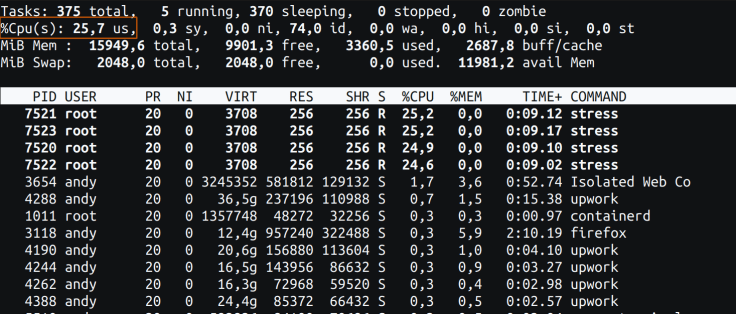 Tasks: 375 total, 5 running, 370 sleeping, 0 stopped, 0 zombie
%Cpu(s): 25,7 us, 0,3 sy, 0,0 ni, 74,0 id, 0,0 wa, 0,0 hi, 0,0 si, 0,0 st
MiB Mem : 15949,6 total, 9901,3 free, 3360,5 used, 2687,8 buff/cache
MiB Swap: 2048,0 total, 2048,0 free, 0,0 used. 11981,2 avail Mem
PID USER PR NI VIRT RES SHR S %CPU %MEM TIME+ COMMAND
7521 root 20 0 3708 256 256 R 25,2 0,0 0:09.12 stress
7523 root 20 0 3708 256 256 R 25,2 0,0 0:09.17 stress
7520 root 20 0 3708 256 256 R 24,9 0,0 0:09.10 stress
7522 root 20 0 3708 256 256 R 24,6 0,0 0:09.02 stress
3654 andy 20 0 3245352 581812 129132 S 1,7 3,6 0:52.74 Isolated Web Co
4288 andy 20 0 36,5g 237196 110988 S 0,7 1,5 0:15.38 upwork
1011 root 20 0 1357748 48272 32256 S 0,3 0,3 0:00.97 containerd
3118 andy 20 0 12,4g 957240 322488 S 0,3 5,9 2:10.19 firefox
4190 andy 20 0 20,6g 156880 113604 S 0,3 1,0 0:04.10 upwork
4244 andy 20 0 16,5g 143956 86632 S 0,3 0,9 0:03.27 upwork
4262 andy 20 0 16,3g 72968 59520 S 0,3 0,4 0:02.98 upwork
4388 andy 20 0 24,4g 85372 66432 S 0,3 0,5 0:02.57 upwork